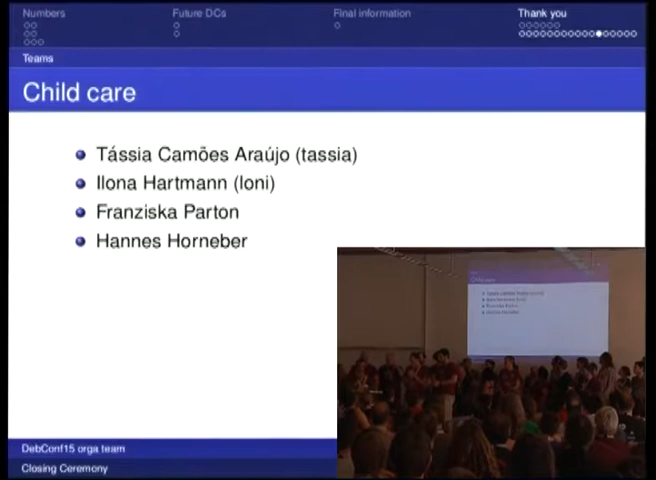 Numbers
Future DCs
Final information
Thank you
Teams
Child care
Tássia Camões Araújo (tassia)
Ilona Hartmann (Ioni)
Franziska Parton
Hannes Horneber
DebConf15 orga team
Closing Ceremony